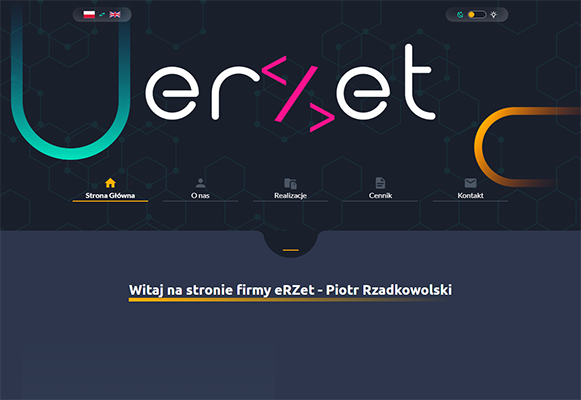 er</>et
Strona Główna
O nas
Realizacje
Cennik
Kontakt
Witaj na stronie firmy eRZet - Piotr Rzadkowolski